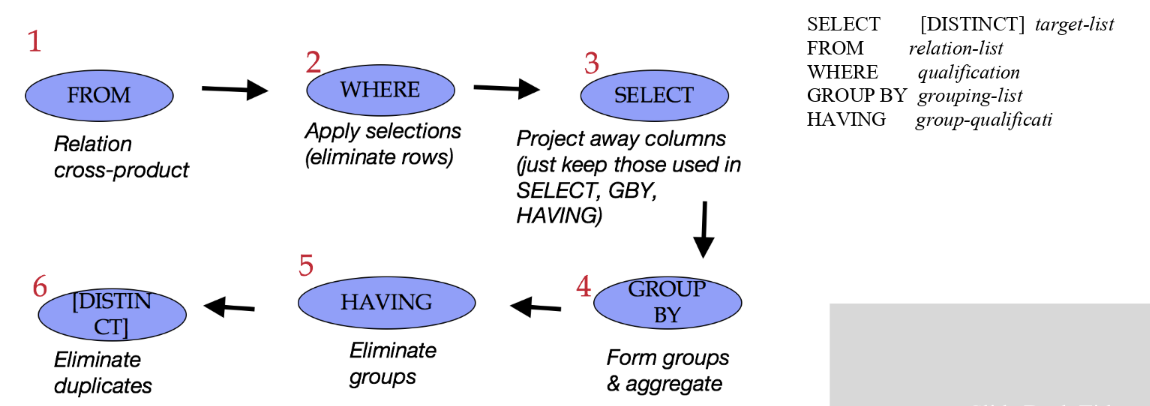 1
FROM
Relation
cross-product
2
WHERE
Apply selections
(eliminate rows)
3
SELECT
Project away columns
(just keep those used in
SELECT, GBY,
HAVING)
4
GROUP
BY
Form groups
& aggregate
5
HAVING
Eliminate
groups
6
[DISTIN
CT]
Eliminate
duplicates
SELECT [DISTINCT] target-list
FROM relation-list
WHERE qualification
GROUP BY grouping-list
HAVING group-qualificati